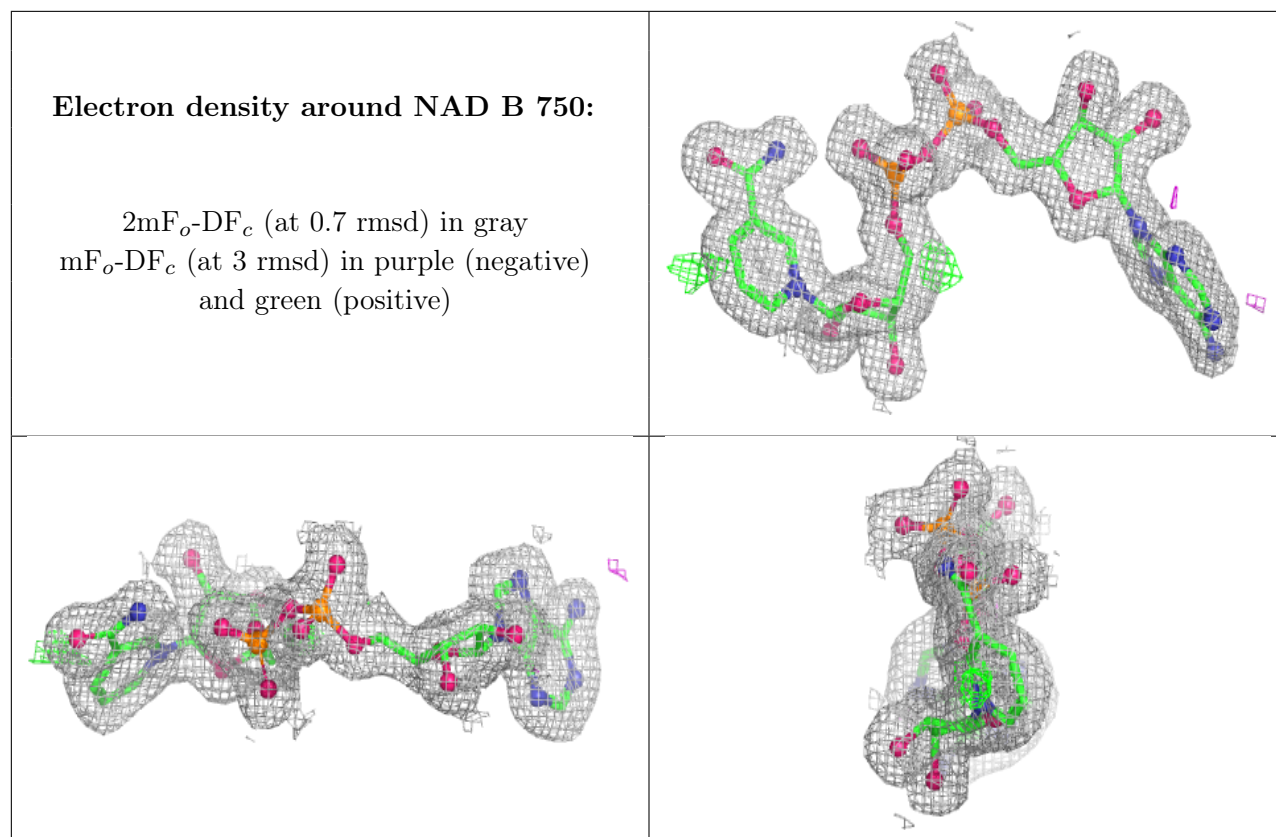 Electron density around NAD B 750:
2mFₒ-DF𝒸 (at 0.7 rmsd) in gray
mFₒ-DF𝒸 (at 3 rmsd) in purple (negative)
and green (positive)